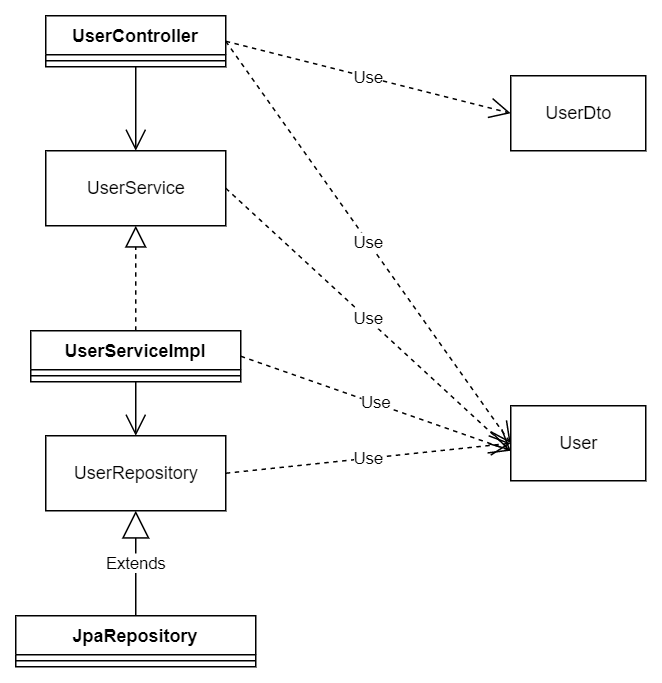 UserController
Use
UserDto
UserService
Use
Use
UserServiceImpl
Use
User
UserRepository
Use
Extends
JpaRepository